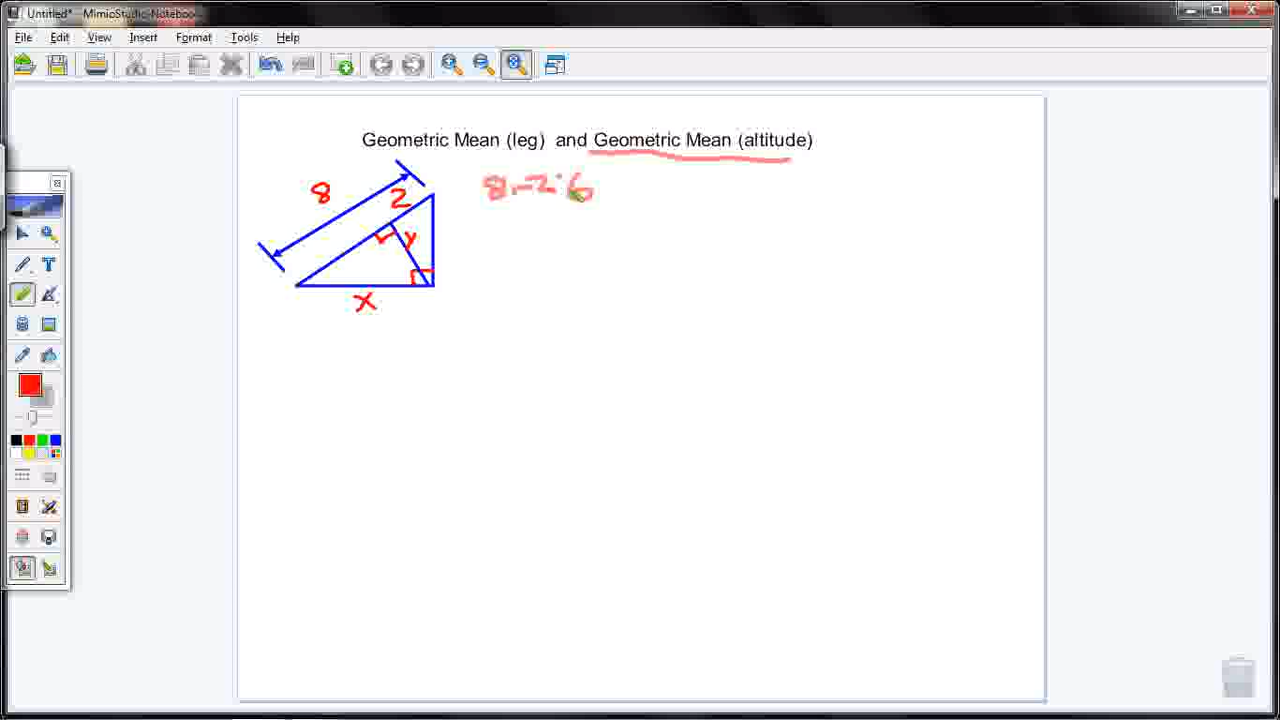 Untitled* - MimioStudio Notebook
File Edit View Insert Format Tools Help
Geometric Mean (leg) and Geometric Mean (altitude)
8 - 2 = 6
8
2
y
x
T